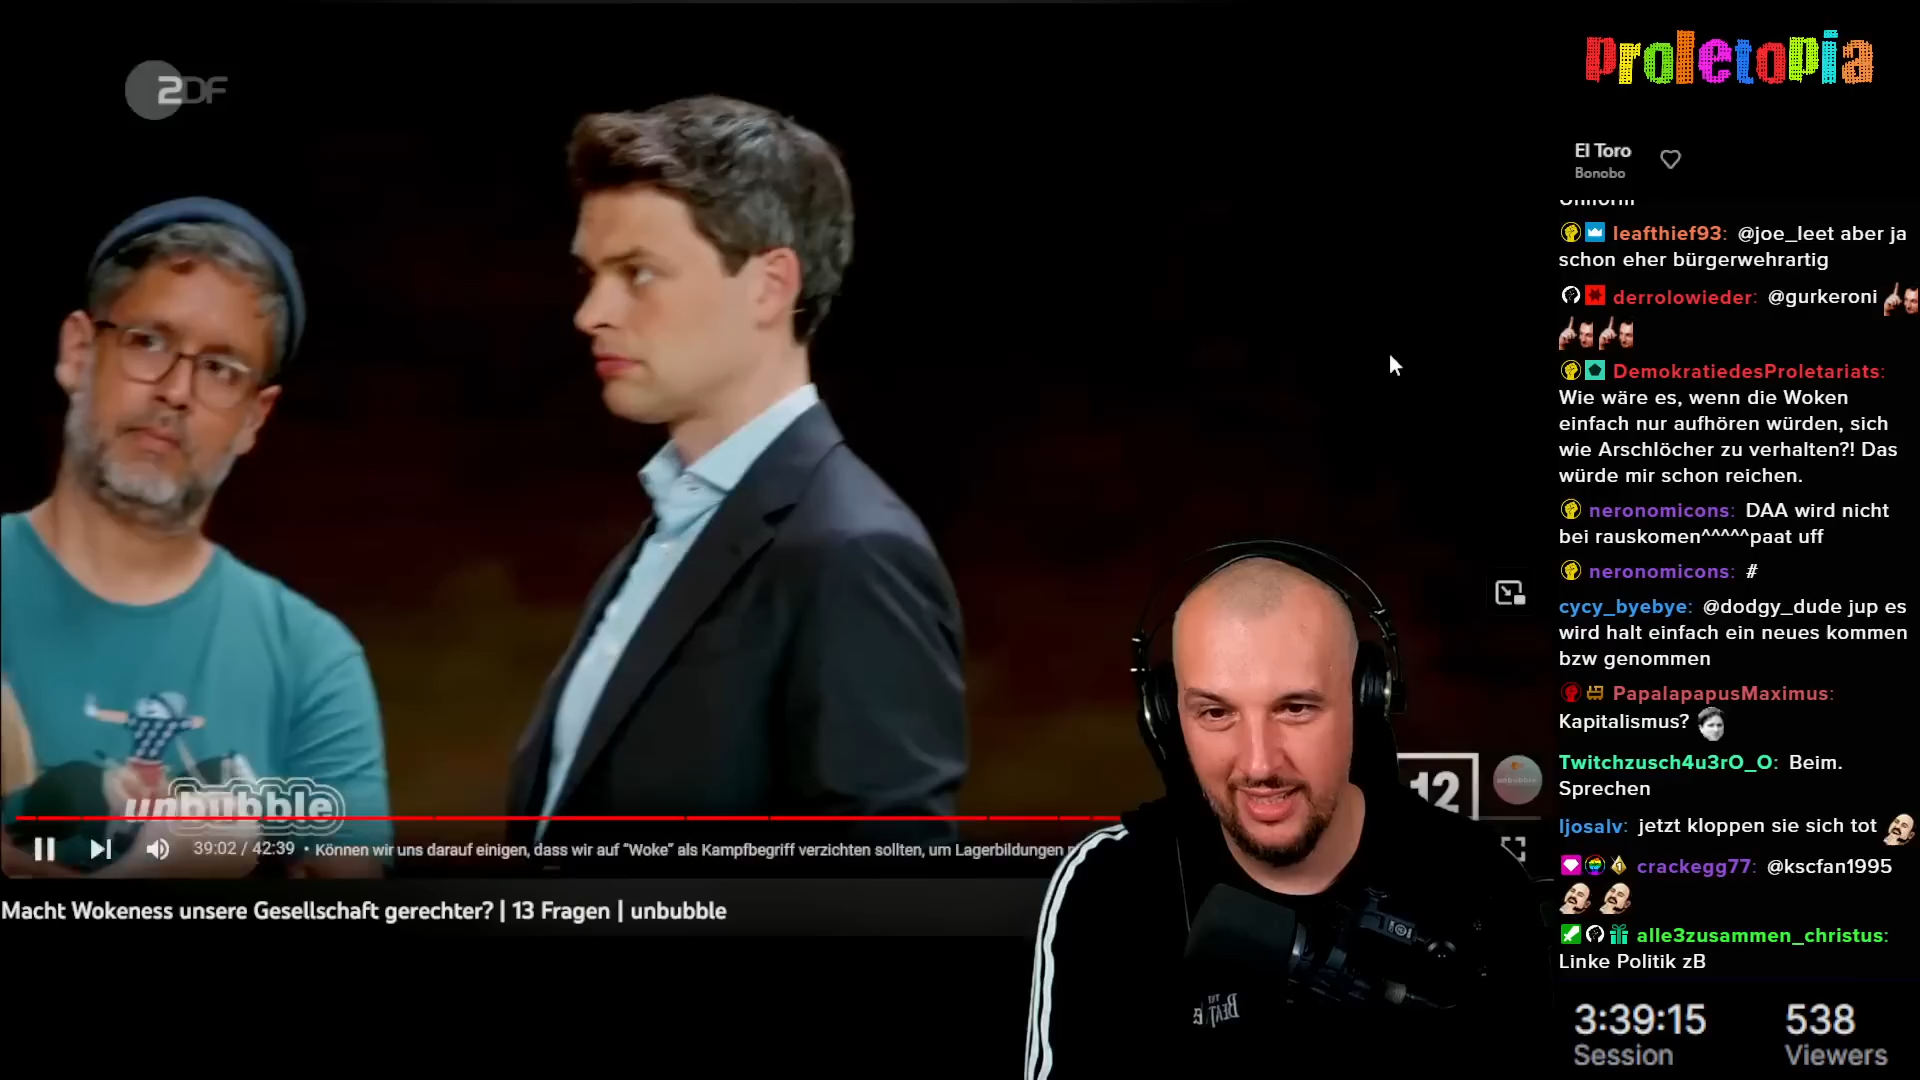 ZDF
Proletopia
El Toro
Bonobo
leafthief93: @joe_leet aber ja
schon eher bürgerwehrartig
derrolowieder: @gurkeroni
DemokratiedesProletariats:
Wie wäre es, wenn die Woken
einfach nur aufhören würden, sich
wie Arschlöcher zu verhalten?! Das
würde mir schon reichen.
neronomicons: DAA wird nicht
bei rauskomen^^^^^paat uff
neronomicons: #
cycy_byebye: @dodgy_dude jup es
wird halt einfach ein neues kommen
bzw genommen
PapalapapusMaximus:
Kapitalismus?
Twitchzusch4u3rO_O: Beim.
Sprechen
ljosalv: jetzt kloppen sie sich tot
crackegg77: @kscfan1995
alle3zusammen_christus:
Linke Politik zB
3:39:15
Session
538
Viewers
unbubble
12
unbubble
39:02 / 42:39 • Können wir uns darauf einigen, dass wir auf "Woke" als Kampfbegriff verzichten sollten, um Lagerbildungen
Macht Wokeness unsere Gesellschaft gerechter? | 13 Fragen | unbubble
THE
BEATLE